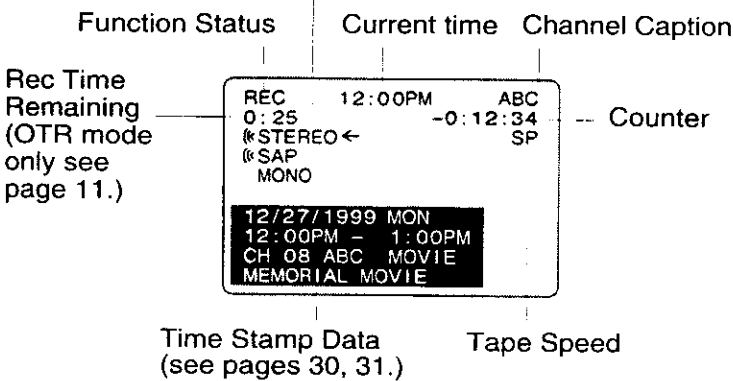 Function Status Current time Channel Caption
Rec Time
Remaining
(OTR mode
only see
page 11.)
REC 12:00PM ABC
0:25 -0:12:34
STEREO←
SP
SAP
MONO
Counter
12/27/1999 MON
12:00PM - 1:00PM
CH 08 ABC MOVIE
MEMORIAL MOVIE
Time Stamp Data
(see pages 30, 31.)
Tape Speed